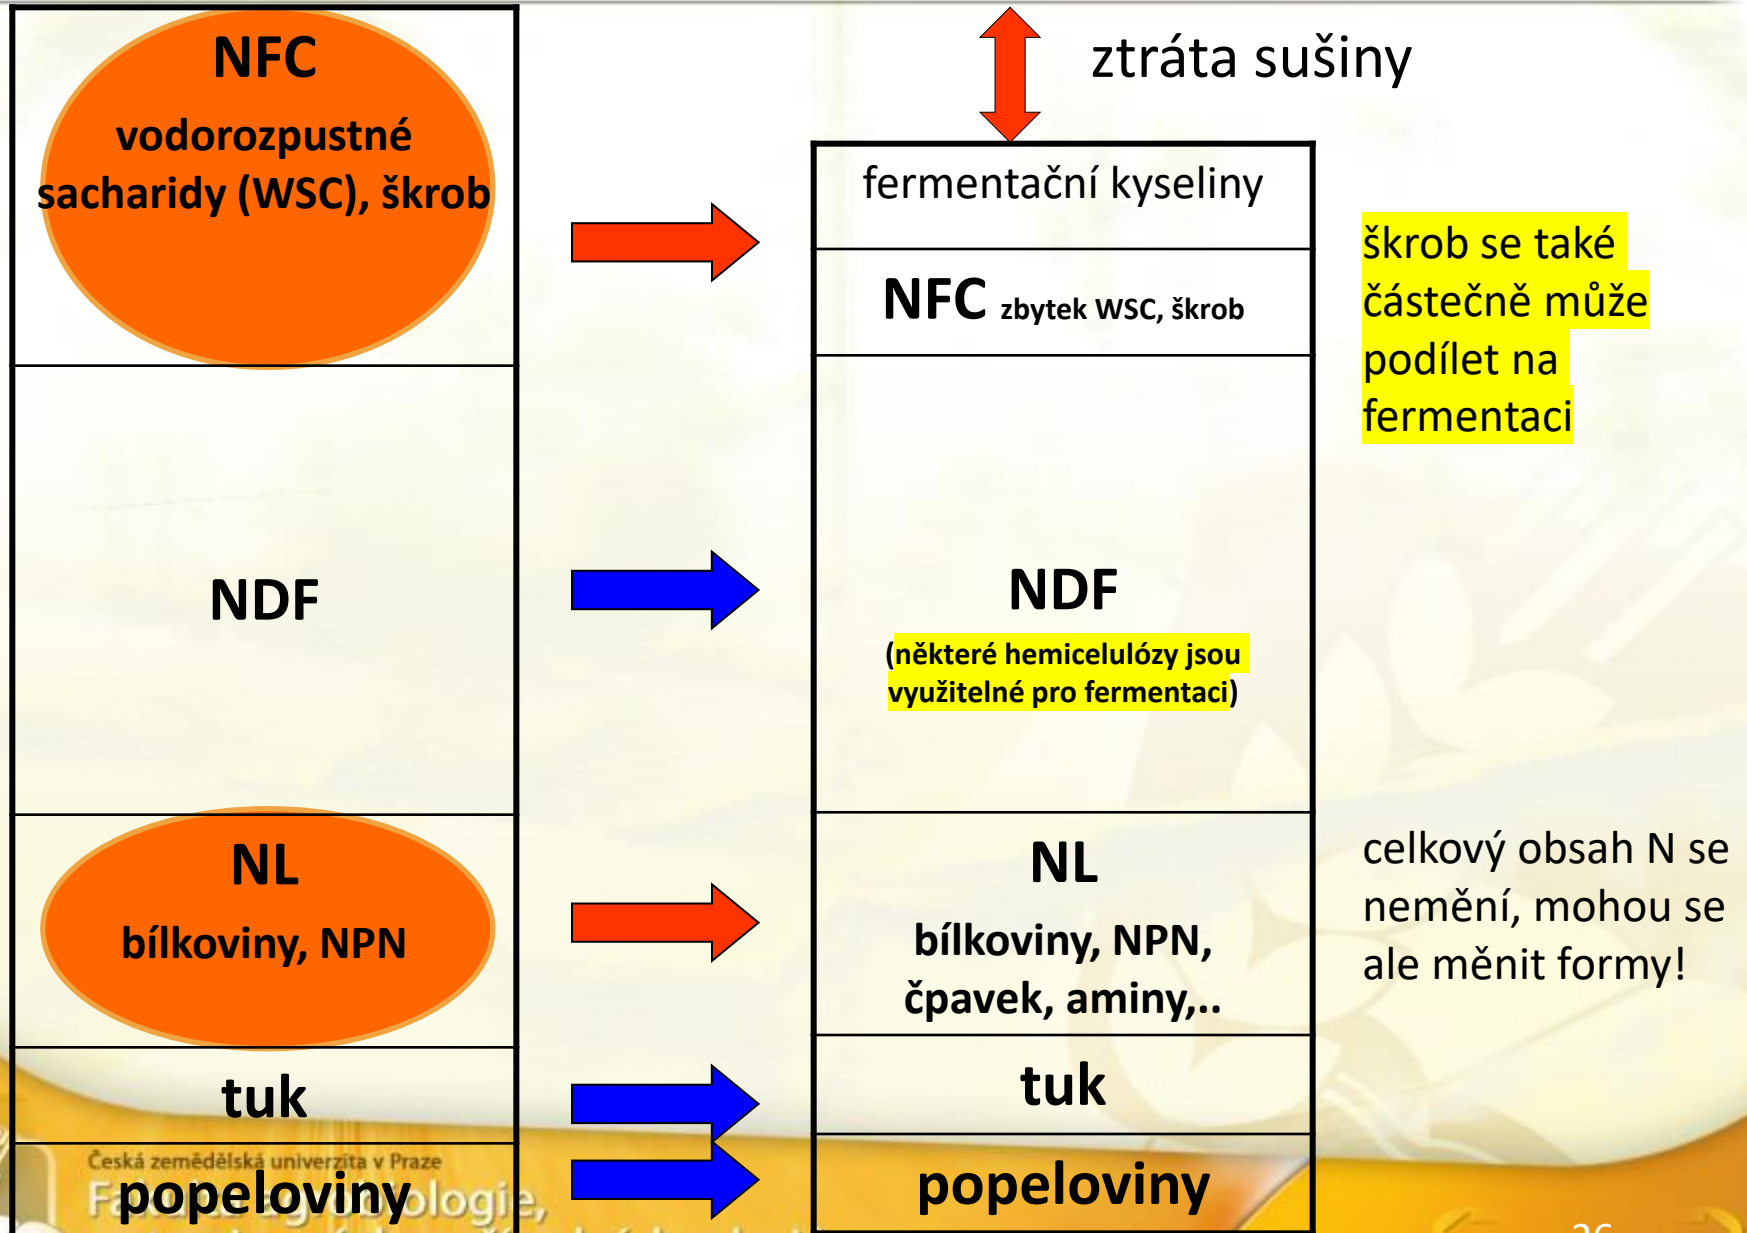 NFC
vodorozpustné
sacharidy (WSC), škrob
NDF
NL
bílkoviny, NPN
tuk
popeloviny
ztráta sušiny
fermentační kyseliny
NFC zbytek WSC, škrob
NDF
(některé hemicelulózy jsou
využitelné pro fermentaci)
NL
bílkoviny, NPN,
čpavek, aminy,..
tuk
popeloviny
škrob se také
částečně může
podílet na
fermentaci
celkový obsah N se
nemění, mohou se
ale měnit formy!
Česká zemědělská univerzita v Praze